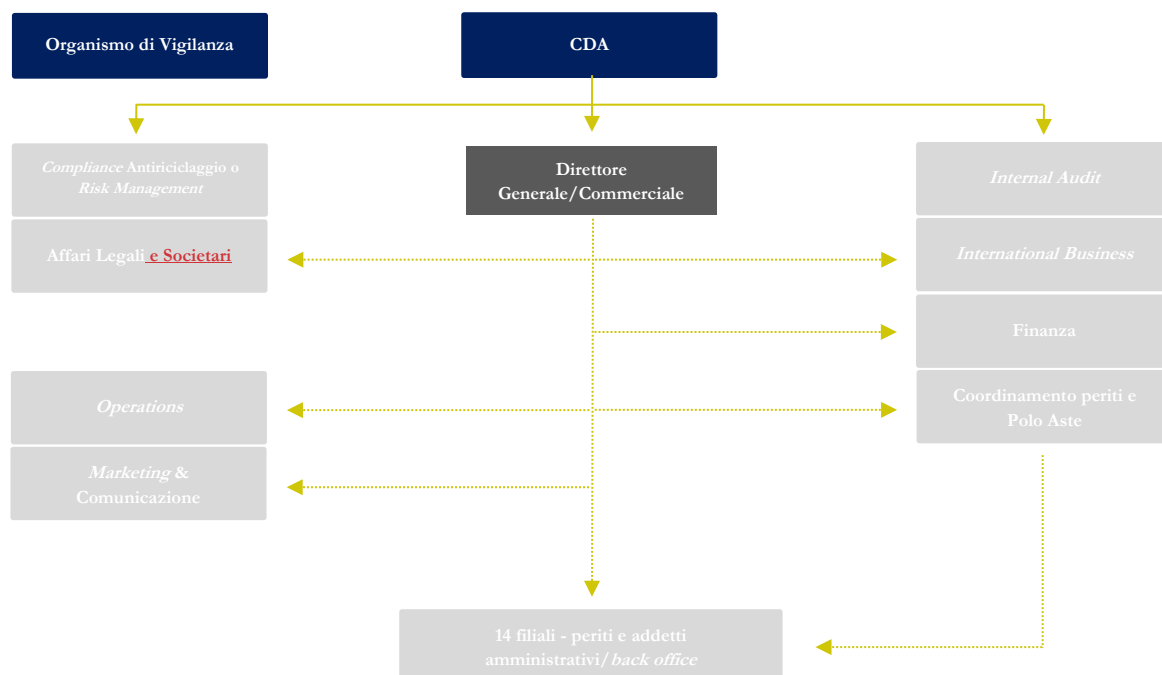 Organismo di Vigilanza
CDA
Compliance Antiriciclaggio o
Risk Management
Direttore
Generale/Commerciale
Internal Audit
Affari Legali e Societari
International Business
Finanza
Operations
Coordinamento periti e
Polo Aste
Marketing &
Comunicazione
14 filiali - periti e addetti
amministrativi/back office